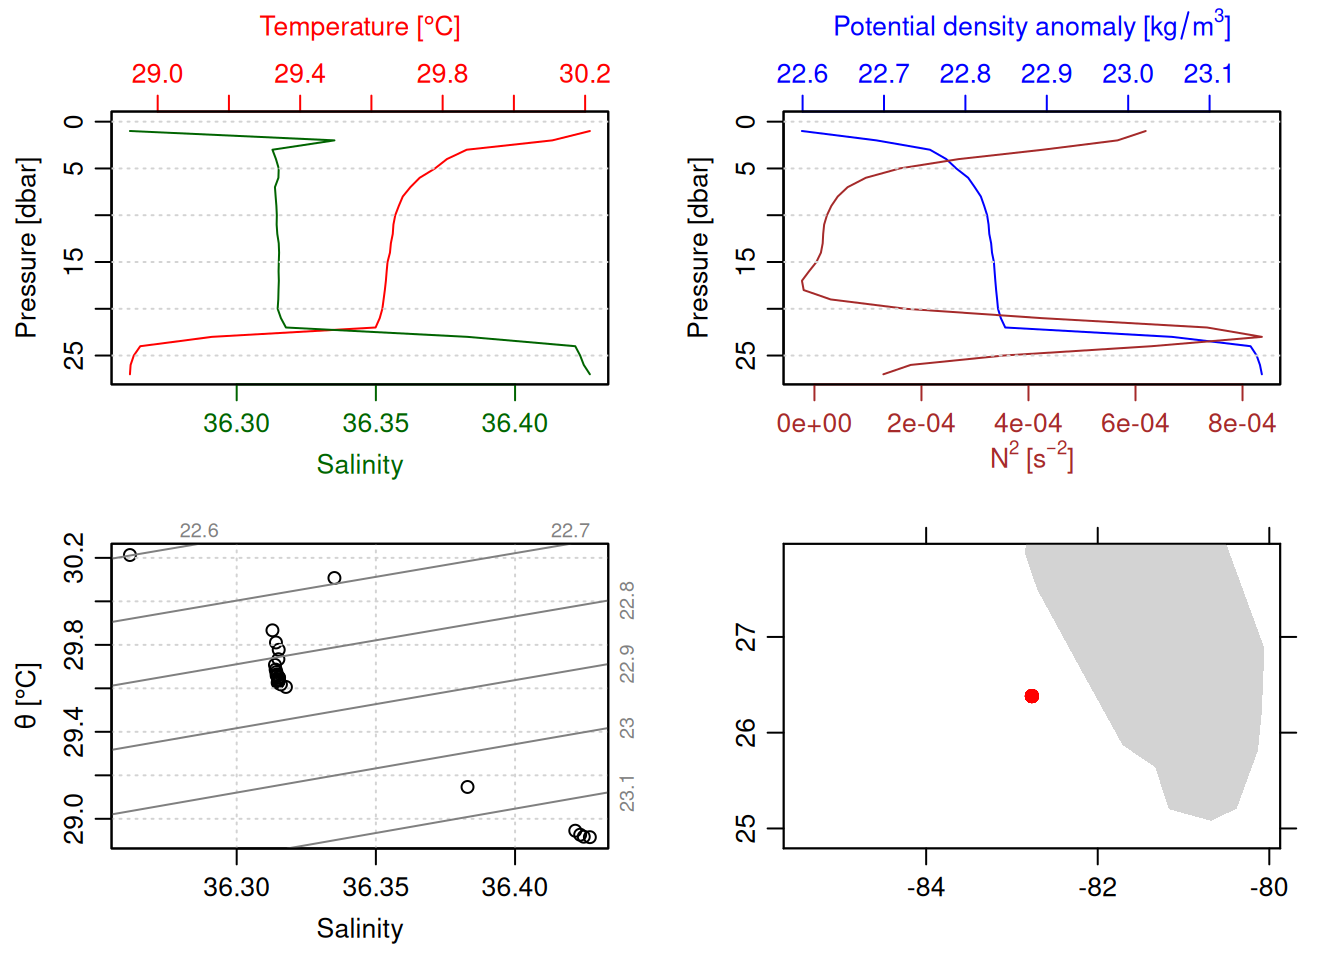 Temperature [°C]
29.0 29.4 29.8 30.2
0
5
15
25
Pressure [dbar]
36.30 36.35 36.40
Salinity
Potential density anomaly [kg/m³]
22.6 22.7 22.8 22.9 23.0 23.1
0
5
15
25
Pressure [dbar]
0e+00 2e-04 4e-04 6e-04 8e-04
N² [s⁻²]
22.6 22.7
22.8
22.9
23
23.1
30.2
29.8
29.4
29.0
θ [°C]
36.30 36.35 36.40
Salinity
27
26
25
-84 -82 -80